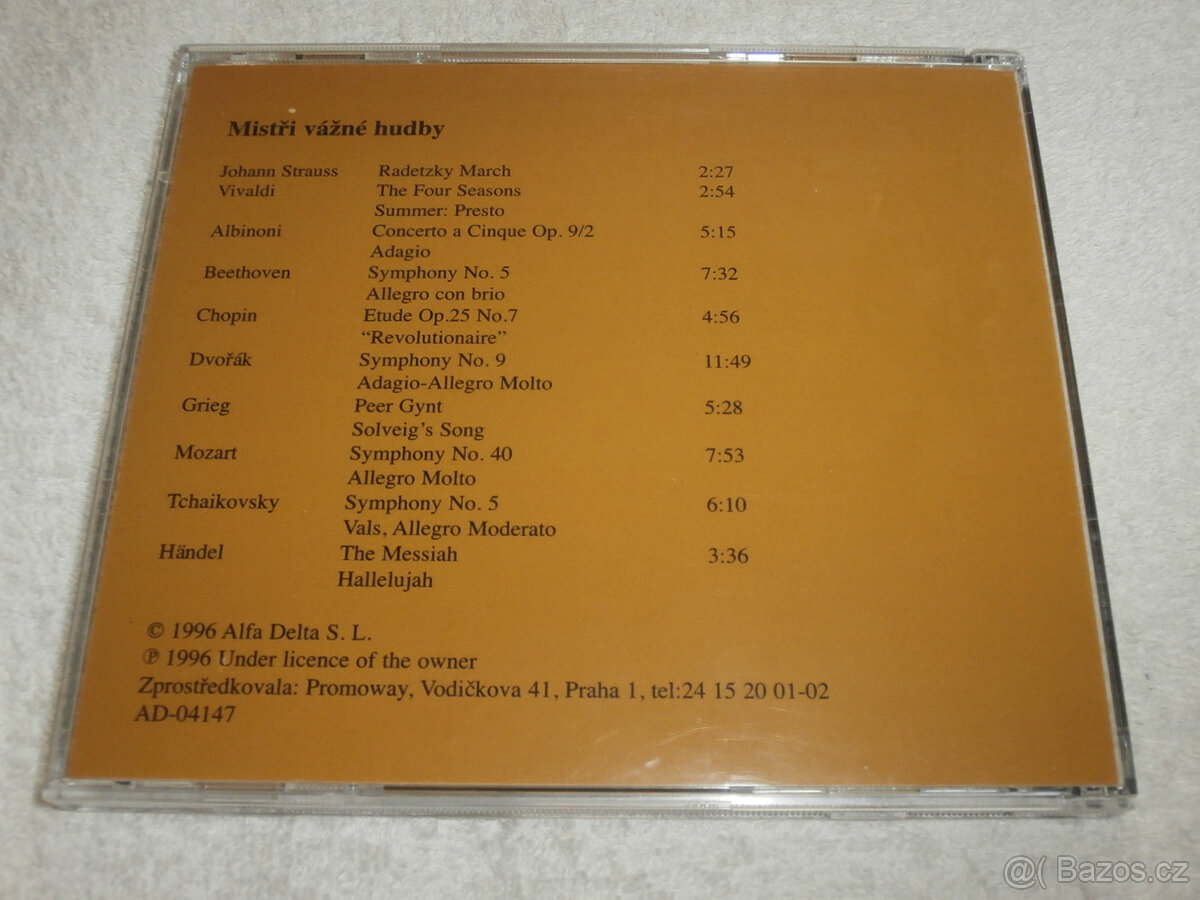 Mistři vážné hudby
Johann Strauss Radetzky March 2:27
Vivaldi The Four Seasons 2:54
Summer: Presto
Albinoni Concerto a Cinque Op. 9/2 5:15
Adagio
Beethoven Symphony No. 5 7:32
Allegro con brio
Chopin Etude Op.25 No.7 4:56
“Revolutionaire”
Dvořák Symphony No. 9 11:49
Adagio-Allegro Molto
Grieg Peer Gynt 5:28
Solveig's Song
Mozart Symphony No. 40 7:53
Allegro Molto
Tchaikovsky Symphony No. 5 6:10
Vals, Allegro Moderato
Händel The Messiah 3:36
Hallelujah
© 1996 Alfa Delta S. L.
℗ 1996 Under licence of the owner
Zprostředkovala: Promoway, Vodičkova 41, Praha 1, tel:24 15 20 01-02
AD-04147
@( Bazos.cz